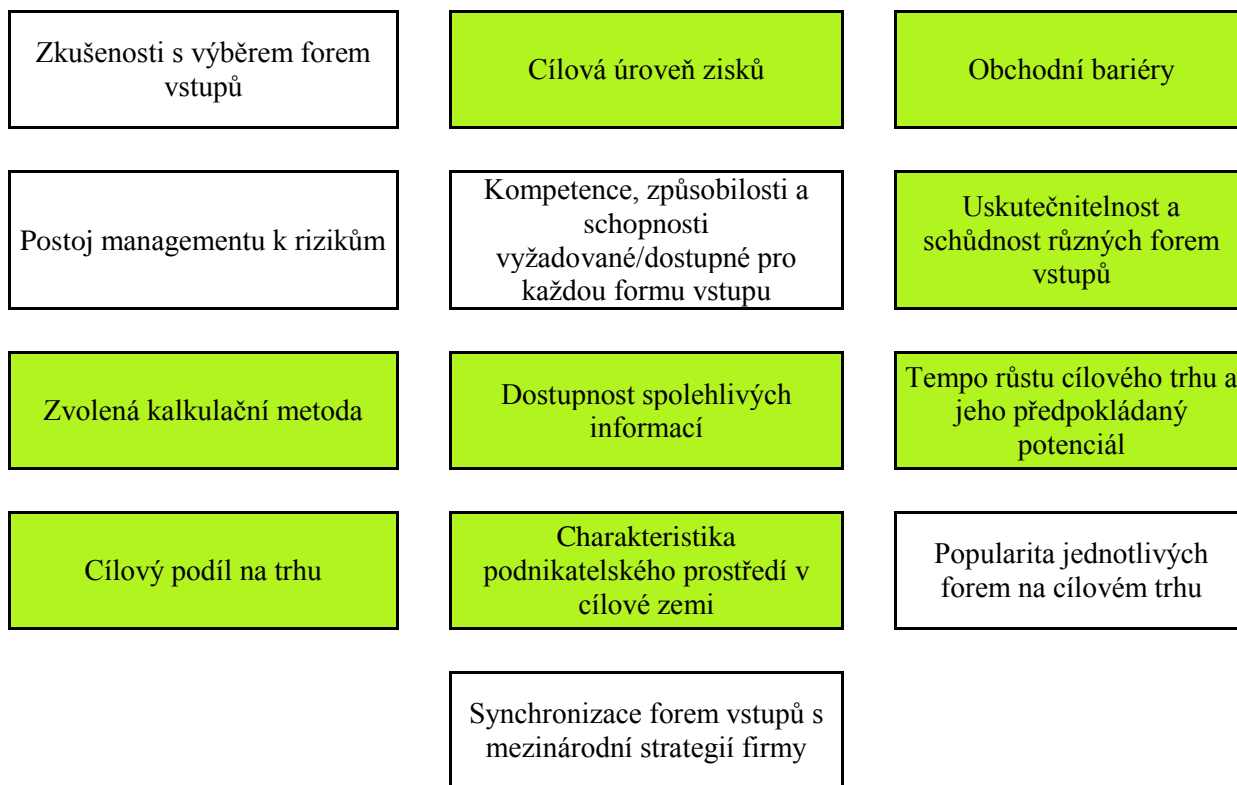 Zkušenosti s výběrem forem
vstupů
Cílová úroveň zisků
Obchodní bariéry
Postoj managementu k rizikům
Kompetence, způsobilosti a
schopnosti
vyžadované/dostupné pro
každou formu vstupu
Uskutečnitelnost a
schůdnost různých forem
vstupů
Zvolená kalkulační metoda
Dostupnost spolehlivých
informací
Tempo růstu cílového trhu a
jeho předpokládaný
potenciál
Cílový podíl na trhu
Charakteristika
podnikatelského prostředí v
cílové zemi
Popularita jednotlivých
forem na cílovém trhu
Synchronizace forem vstupů s
mezinárodní strategií firmy